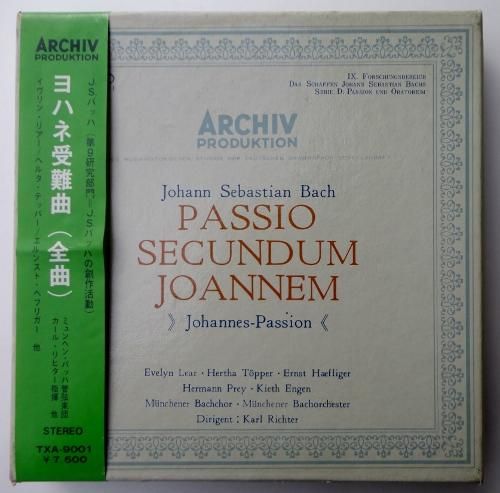 ARCHIV
PRODUKTION
J.S.バッハ(第9研究部門=J.S.バッハの創作活動)
ヨハネ受難曲(全曲)
イヴリン・リアー/ヘルタ・テッパー/エルンスト・ヘフリガー 他
ミュンヘン・バッハ管弦楽団
カール・リヒター指揮 他
STEREO
TXA-9001
¥7,600
IX. Forschungsbereich
Das Schaffen Johann Sebastian Bachs
Serie D: Passion und Oratorium
ARCHIV
PRODUKTION
Johann Sebastian Bach
PASSIO
SECUNDUM
JOANNEM
》 Johannes-Passion 《
Evelyn Lear · Hertha Töpper · Ernst Haefliger
Hermann Prey · Kieth Engen
Münchener Bachchor · Münchener Bachorchester
Dirigent: Karl Richter